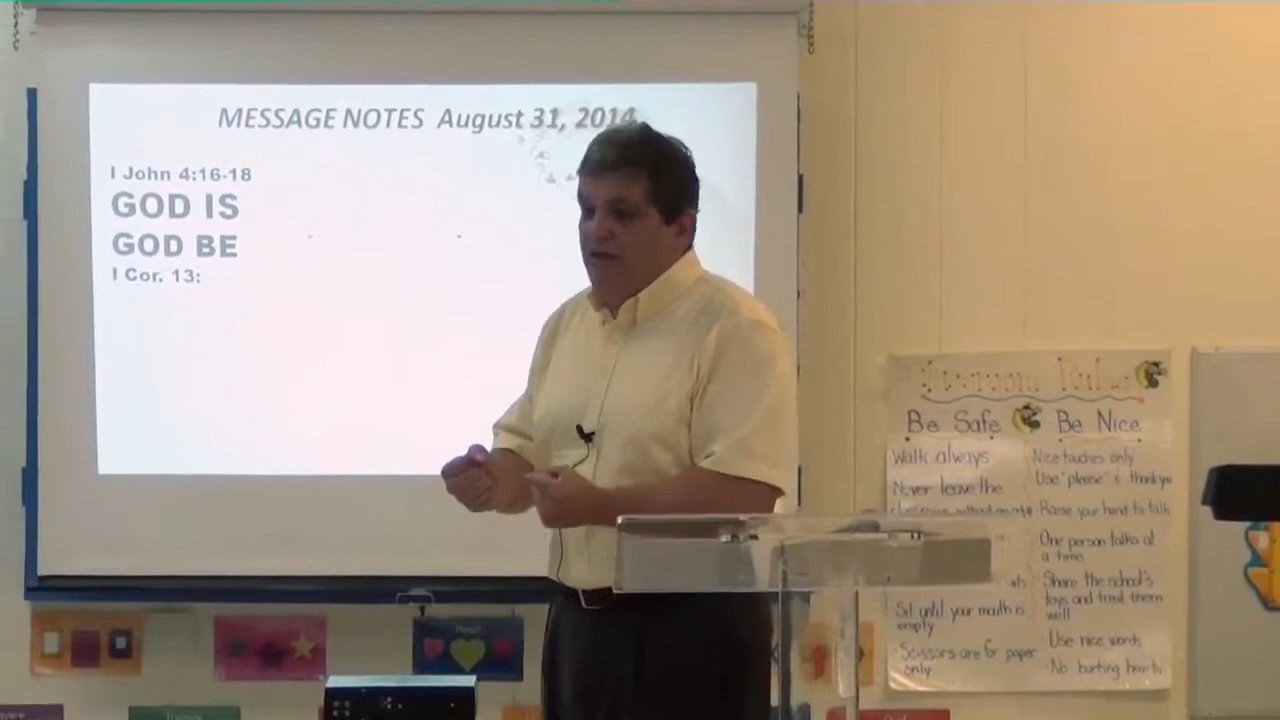 MESSAGE NOTES August 31, 2014
I John 4:16-18
GOD IS
GOD BE
I Cor. 13:
Be Safe
Be Nice
Walk always
Never leave the
Sit until your mouth is
empty
Scissors are for paper
only
Nice touches only
Use "please" & thank you
Raise your hand to talk
One person talks at
a time
Share the school's
toys and treat them
well
Use nice words
No hurting hearts
Heart